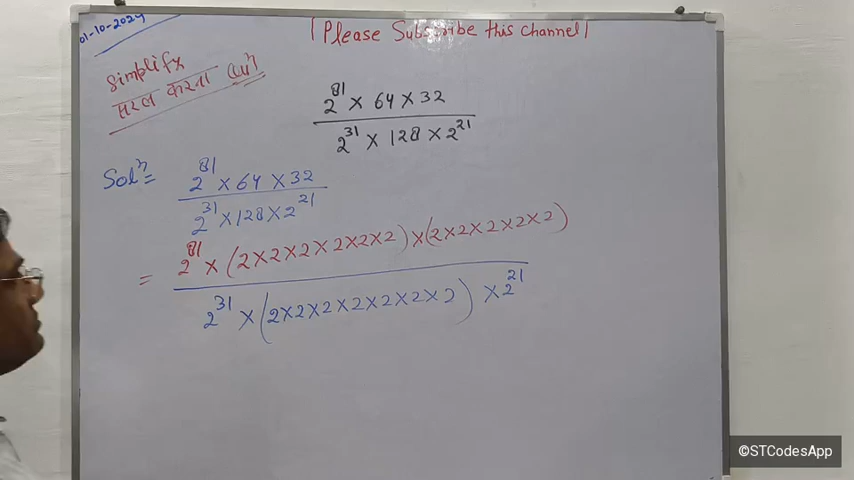 01-10-2024
| Please Subscribe this channel |
Simplify
सरल करना
2^81 × 64 × 32
2^31 × 128 × 2^21
Solⁿ =
2^81 × 64 × 32
2^31 × 128 × 2^21
= 2^81 × (2×2×2×2×2×2) × (2×2×2×2×2)
2^31 × (2×2×2×2×2×2×2) × 2^21
©STCodesApp